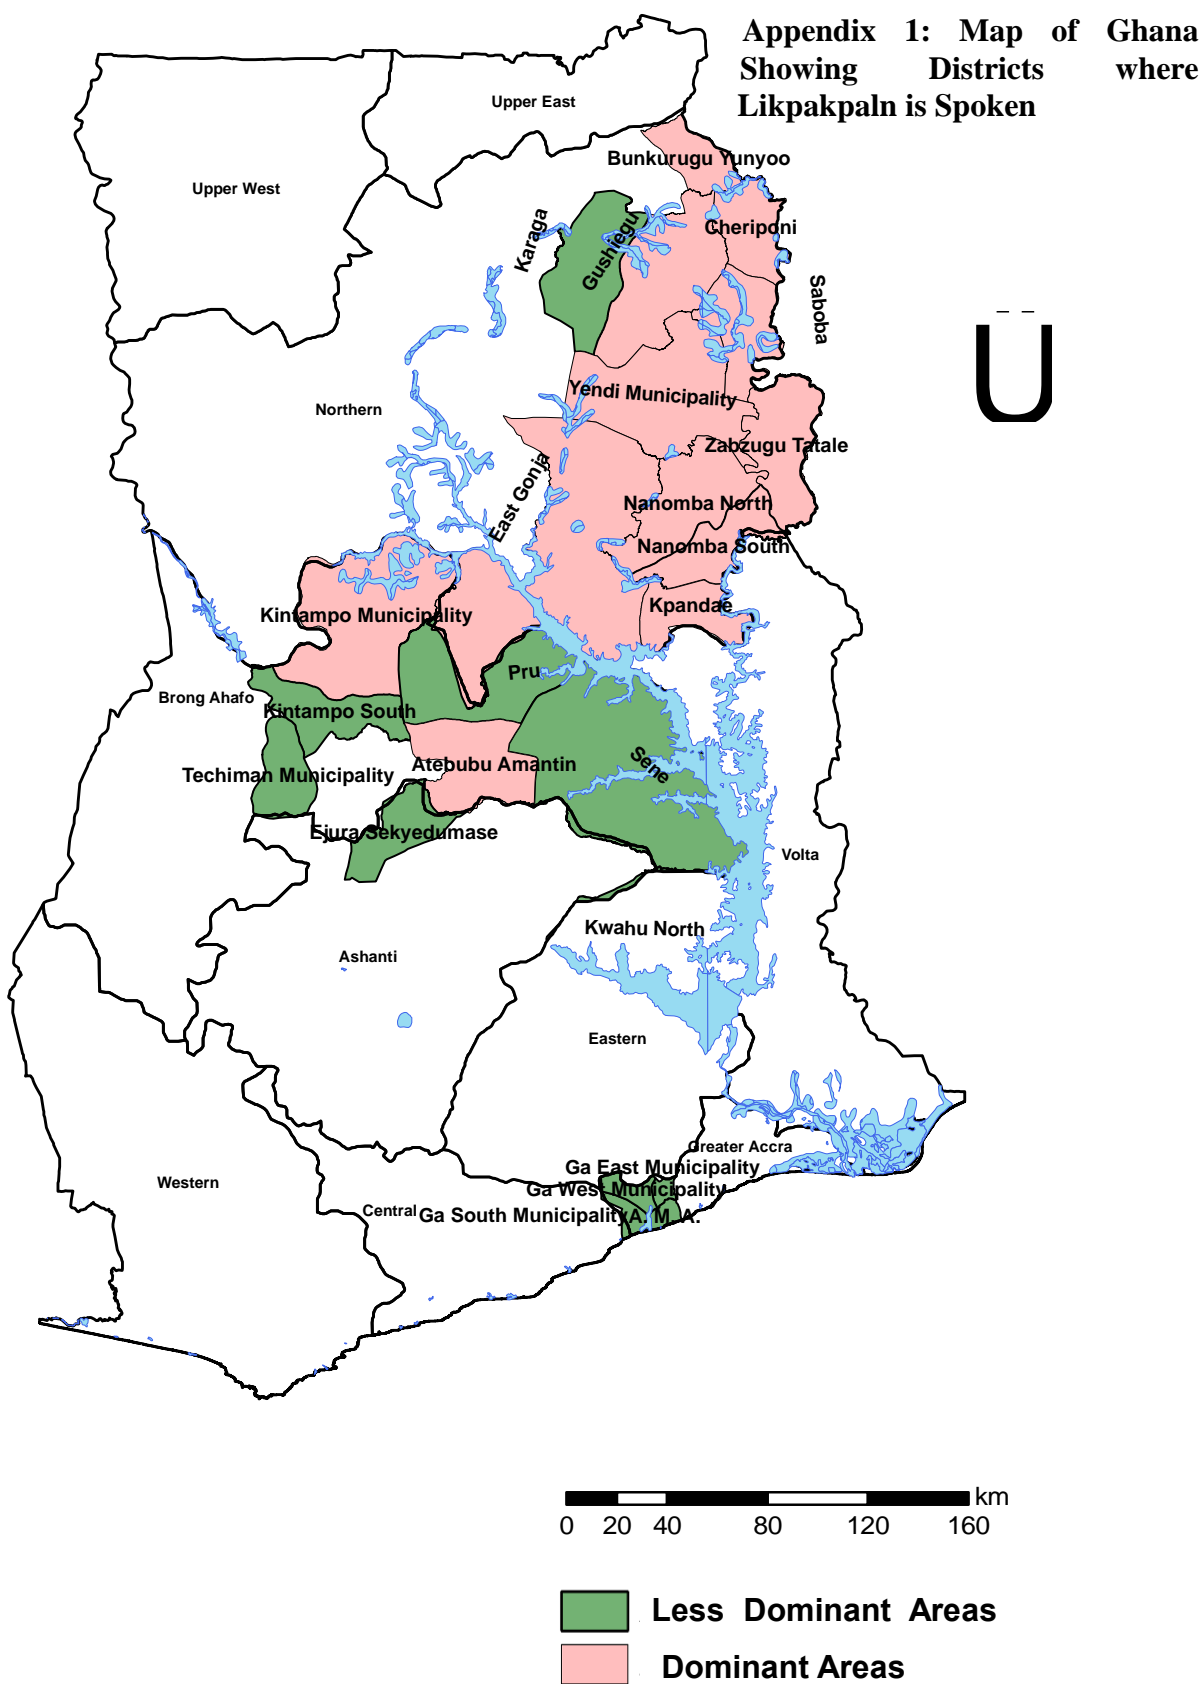 Appendix 1: Map of Ghana
Showing Districts where
Likpakpaln is Spoken
Upper East
Bunkurugu Yunyoo
Upper West
Karaga
Gushiegu
Cheriponi
Saboba
Ü
Yendi Municipality
Northern
Zabzugu Tatale
East Gonja
Nanomba North
Nanomba South
Kpandae
Kintampo Municipality
Pru
Brong Ahafo
Kintampo South
Sene
Atebubu Amantin
Techiman Municipality
Ejura Sekyedumase
Volta
Kwahu North
Ashanti
Eastern
Greater Accra
Ga East Municipality
Western
Ga West Municipality
Central
Ga South Municipality
A. M. A.
km
0 20 40 80 120 160
Less Dominant Areas
Dominant Areas